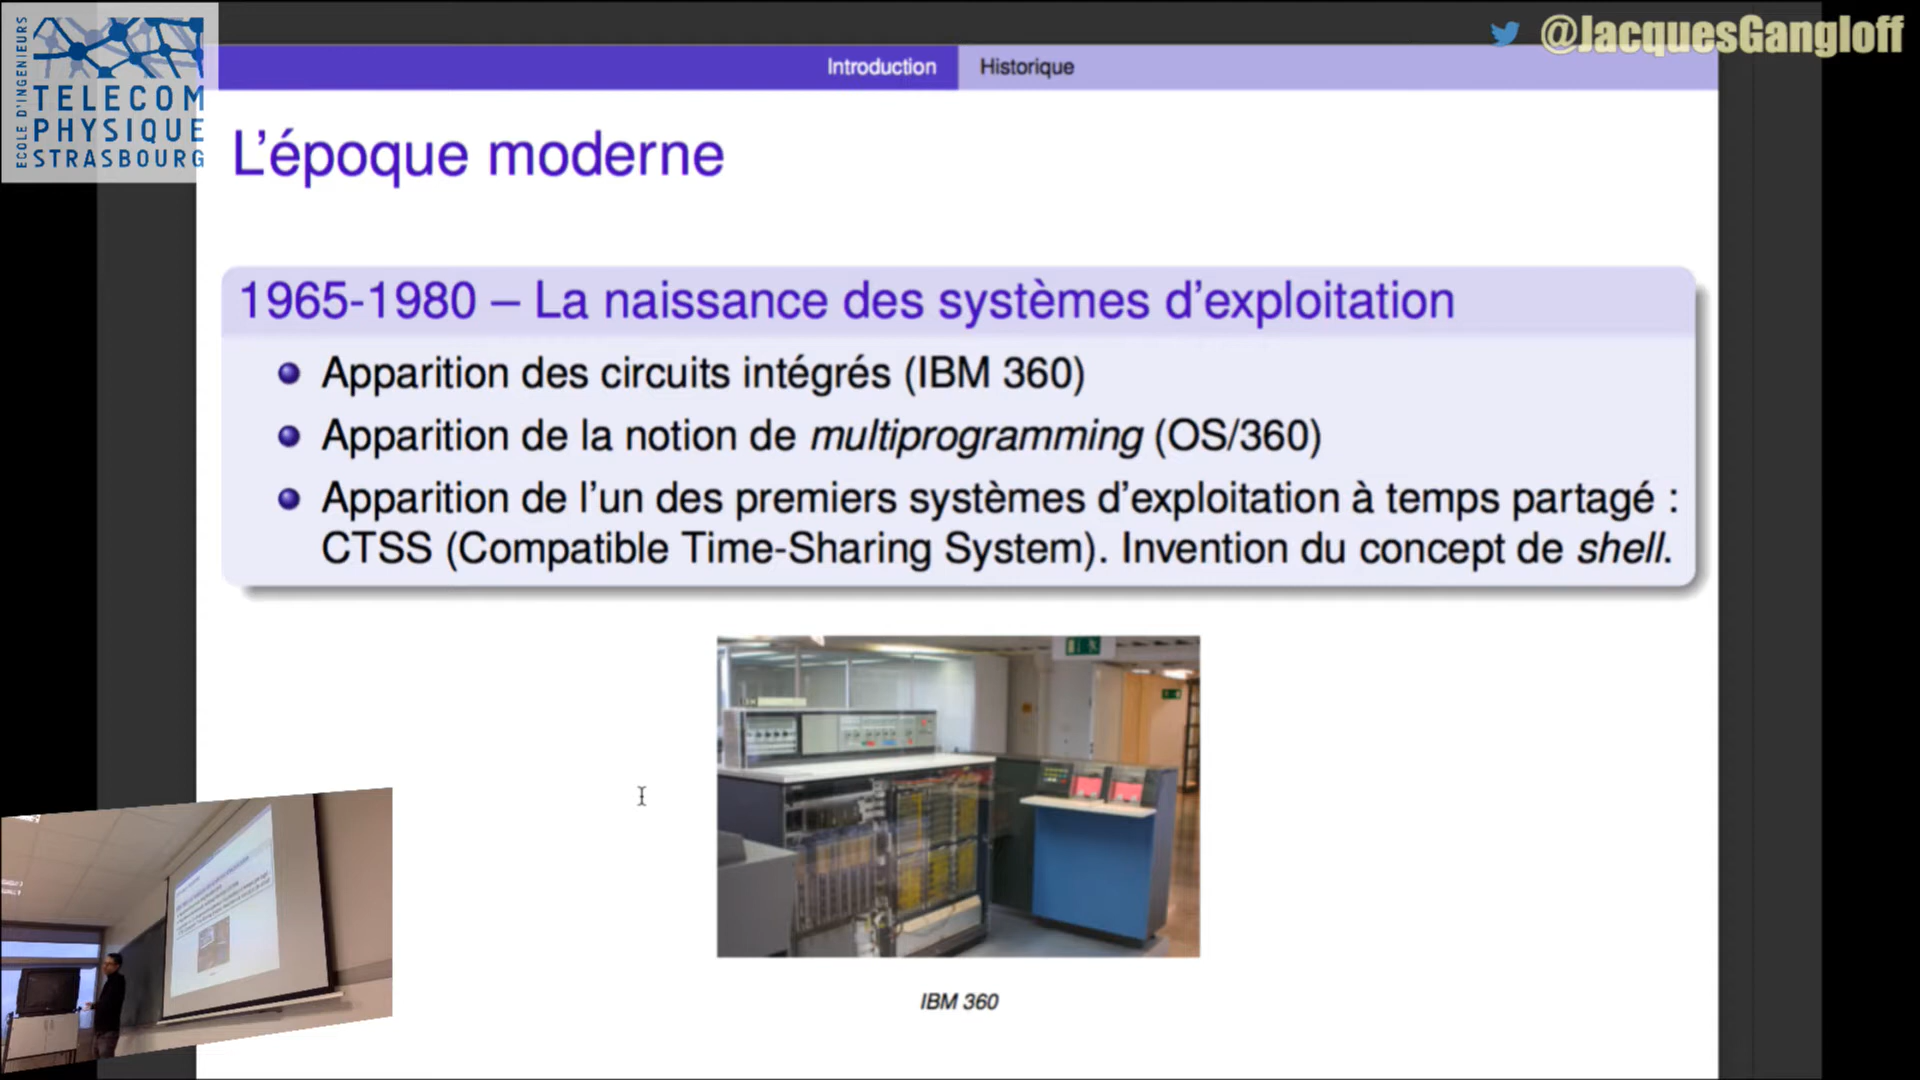 @JacquesGangloff
ECOLE D'INGENIEURS
TELECOM
PHYSIQUE
STRASBOURG
Introduction
Historique
L'époque moderne
1965-1980 – La naissance des systèmes d'exploitation
Apparition des circuits intégrés (IBM 360)
Apparition de la notion de multiprogramming (OS/360)
Apparition de l'un des premiers systèmes d'exploitation à temps partagé :
CTSS (Compatible Time-Sharing System). Invention du concept de shell.
IBM 360